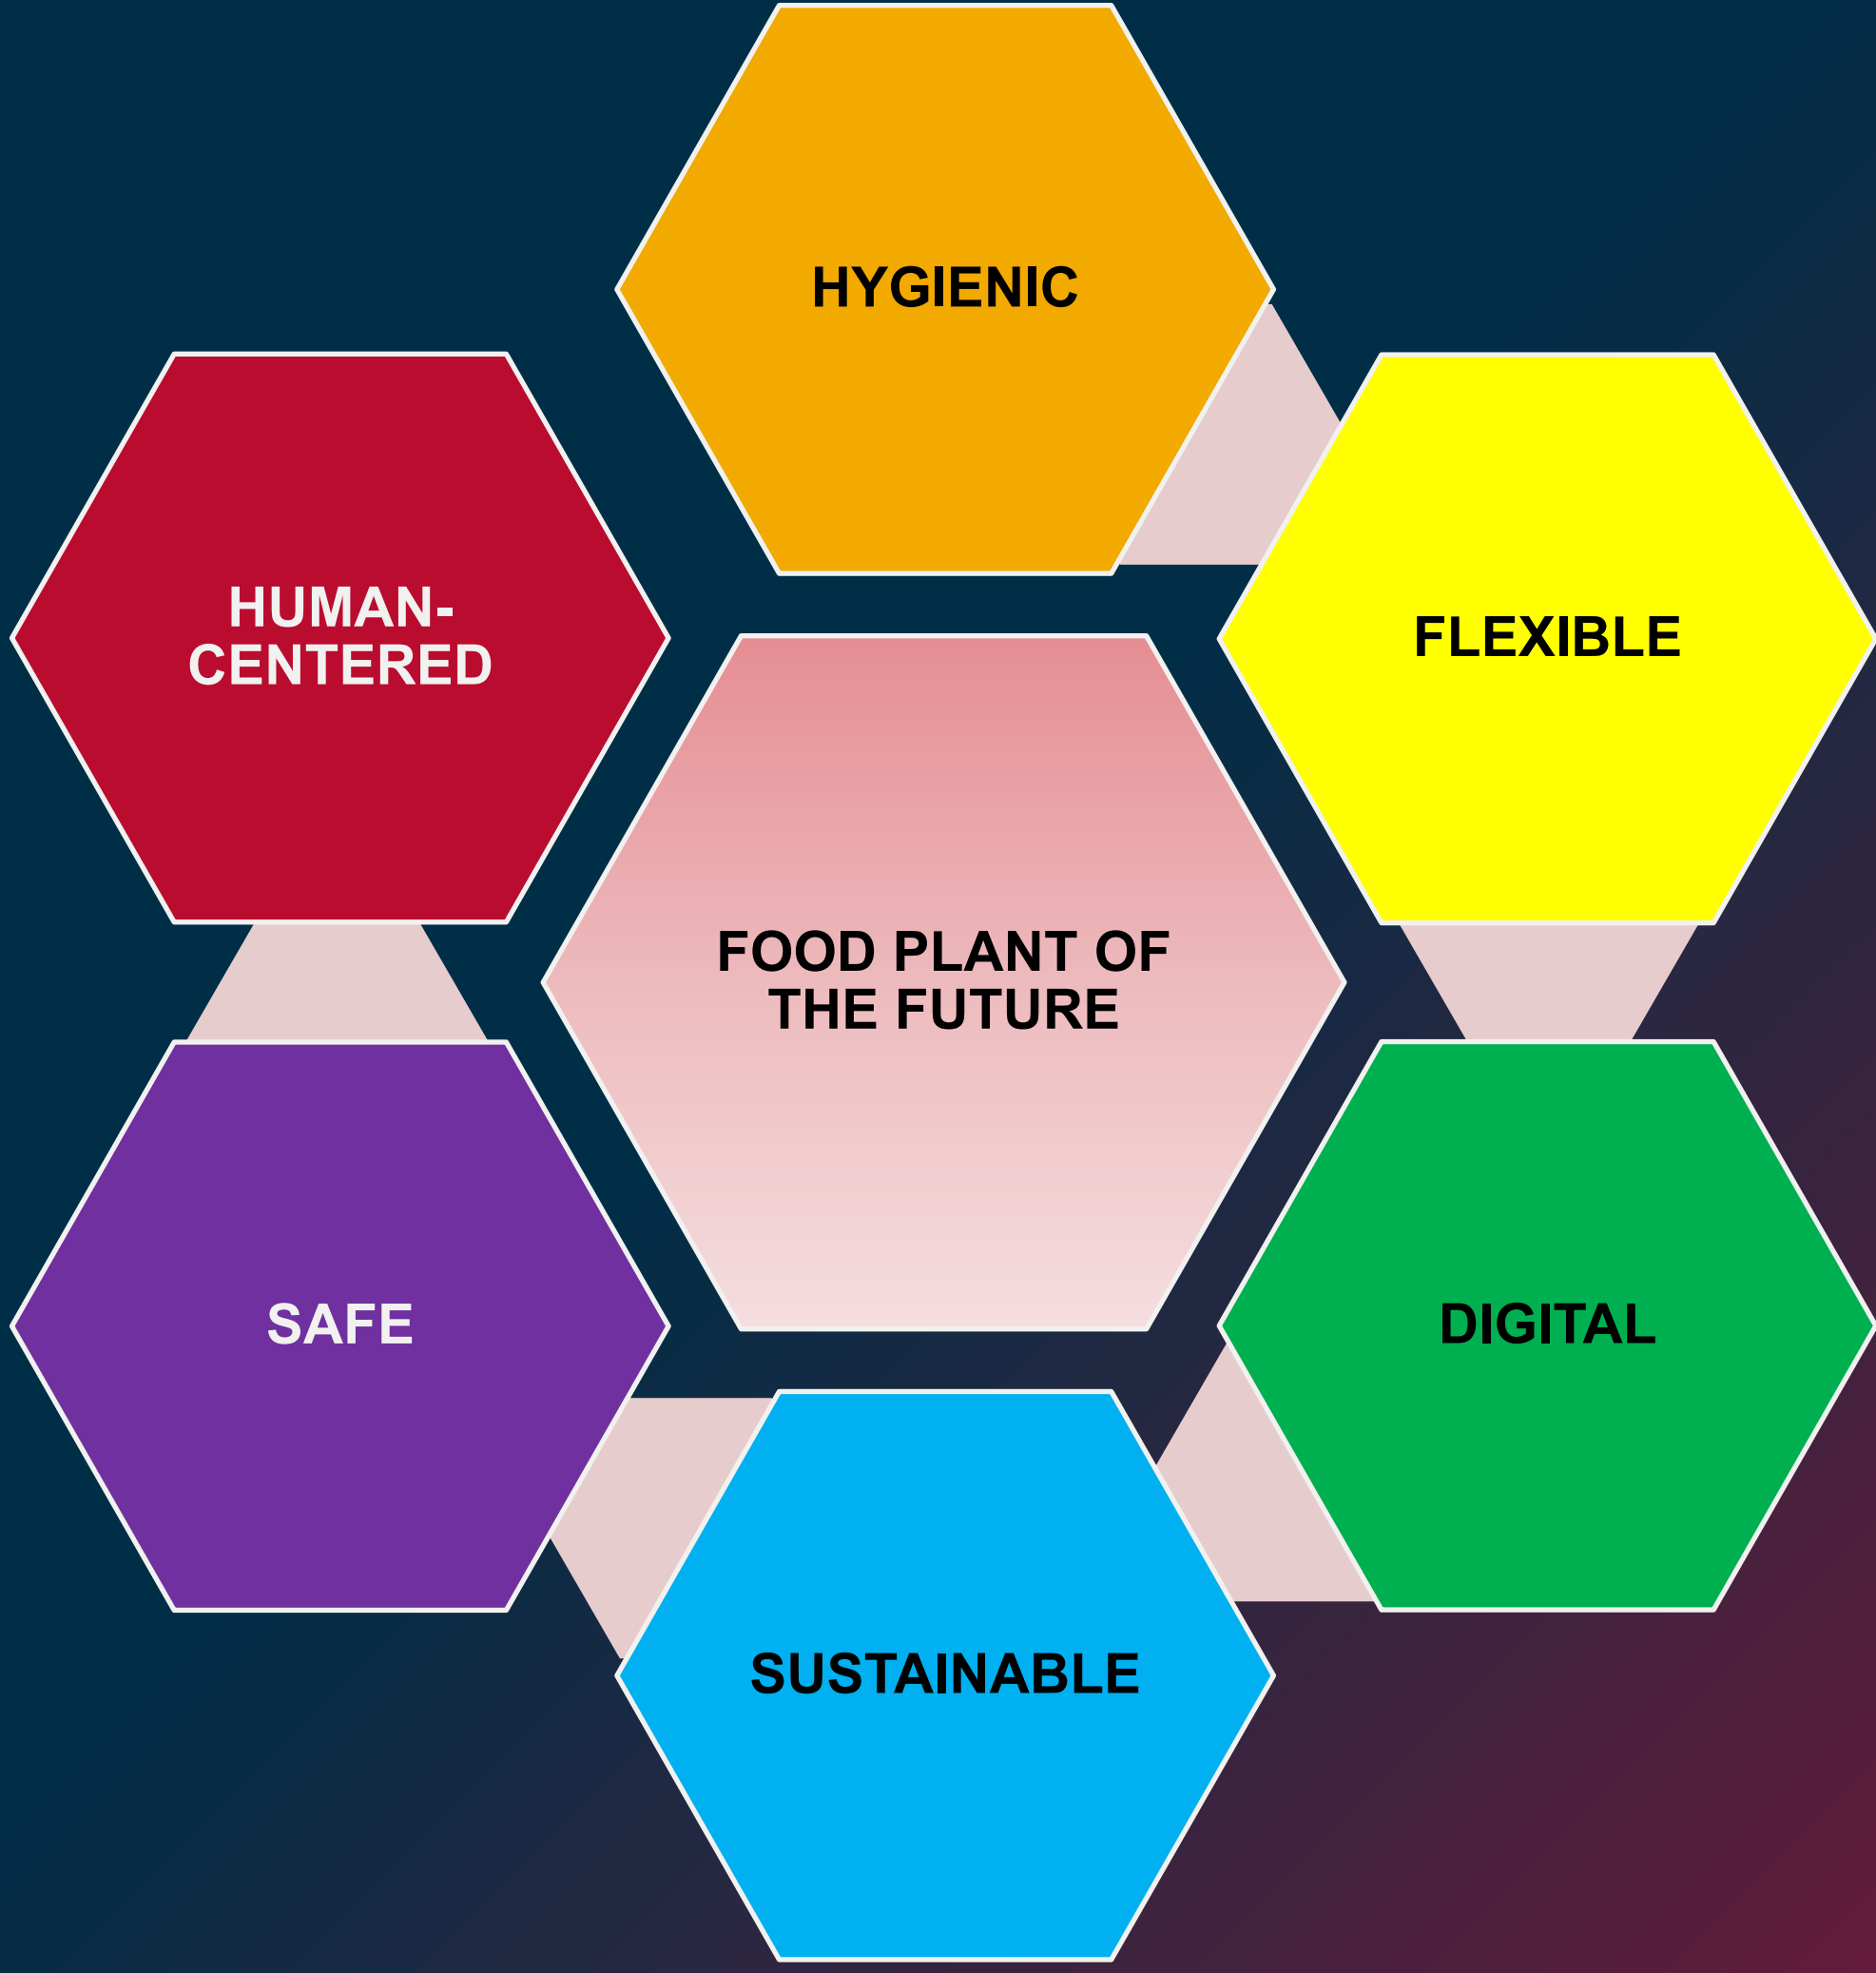 HYGIENIC
HUMAN-
CENTERED
FLEXIBLE
FOOD PLANT OF
THE FUTURE
SAFE
DIGITAL
SUSTAINABLE